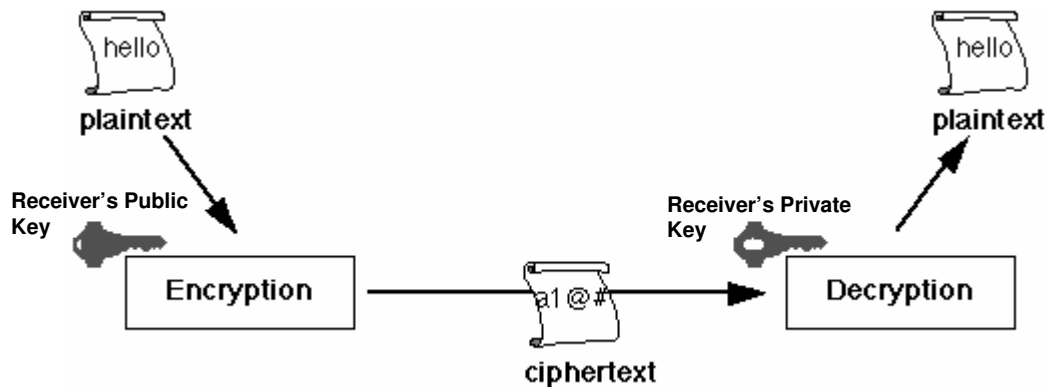 hello
plaintext
Receiver's Public
Key
Encryption
a1@#
ciphertext
Receiver's Private
Key
Decryption
hello
plaintext